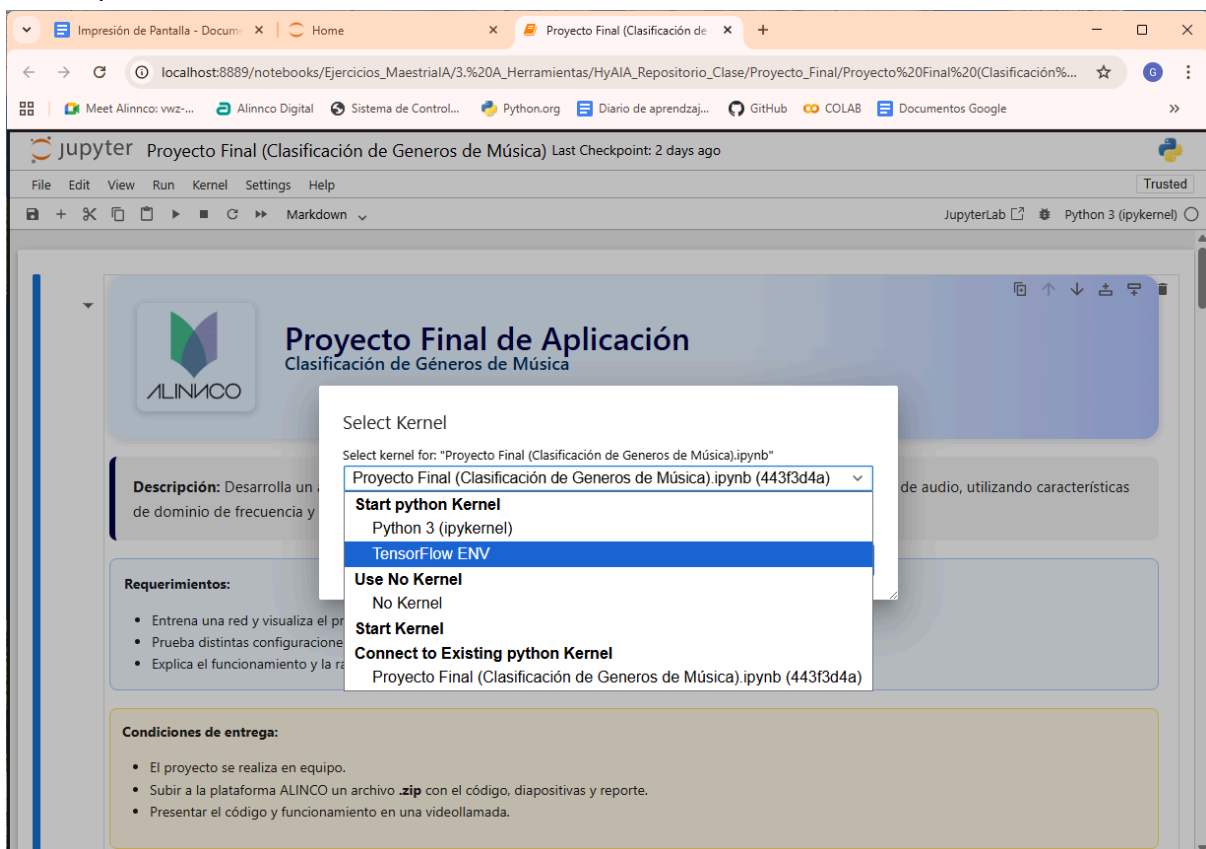 Impresión de Pantalla - Docume
Home
Proyecto Final (Clasificación de
localhost:8889/notebooks/Ejercicios_MaestriaIA/3.%20A_Herramientas/HyAIA_Repositorio_Clase/Proyecto_Final/Proyecto%20Final%20(Clasificación%...
G
Meet Alinnco: vwz-...
Alinnco Digital
Sistema de Control...
Python.org
Diario de aprendzaj...
GitHub
COLAB
Documentos Google
jupyter Proyecto Final (Clasificación de Generos de Música) Last Checkpoint: 2 days ago
File Edit View Run Kernel Settings Help
Trusted
Markdown
JupyterLab
Python 3 (ipykernel)
ALINNCO
Proyecto Final de Aplicación
Clasificación de Géneros de Música
Select Kernel
Select kernel for: "Proyecto Final (Clasificación de Generos de Música).ipynb"
Proyecto Final (Clasificación de Generos de Música).ipynb (443f3d4a)
Start python Kernel
Python 3 (ipykernel)
TensorFlow ENV
Use No Kernel
No Kernel
Start Kernel
Connect to Existing python Kernel
Proyecto Final (Clasificación de Generos de Música).ipynb (443f3d4a)
Descripción: Desarrolla un
de audio, utilizando características
de dominio de frecuencia y
Requerimientos:
Entrena una red y visualiza el pr
Prueba distintas configuracione
Explica el funcionamiento y la ra
Condiciones de entrega:
El proyecto se realiza en equipo.
Subir a la plataforma ALINCO un archivo .zip con el código, diapositivas y reporte.
Presentar el código y funcionamiento en una videollamada.